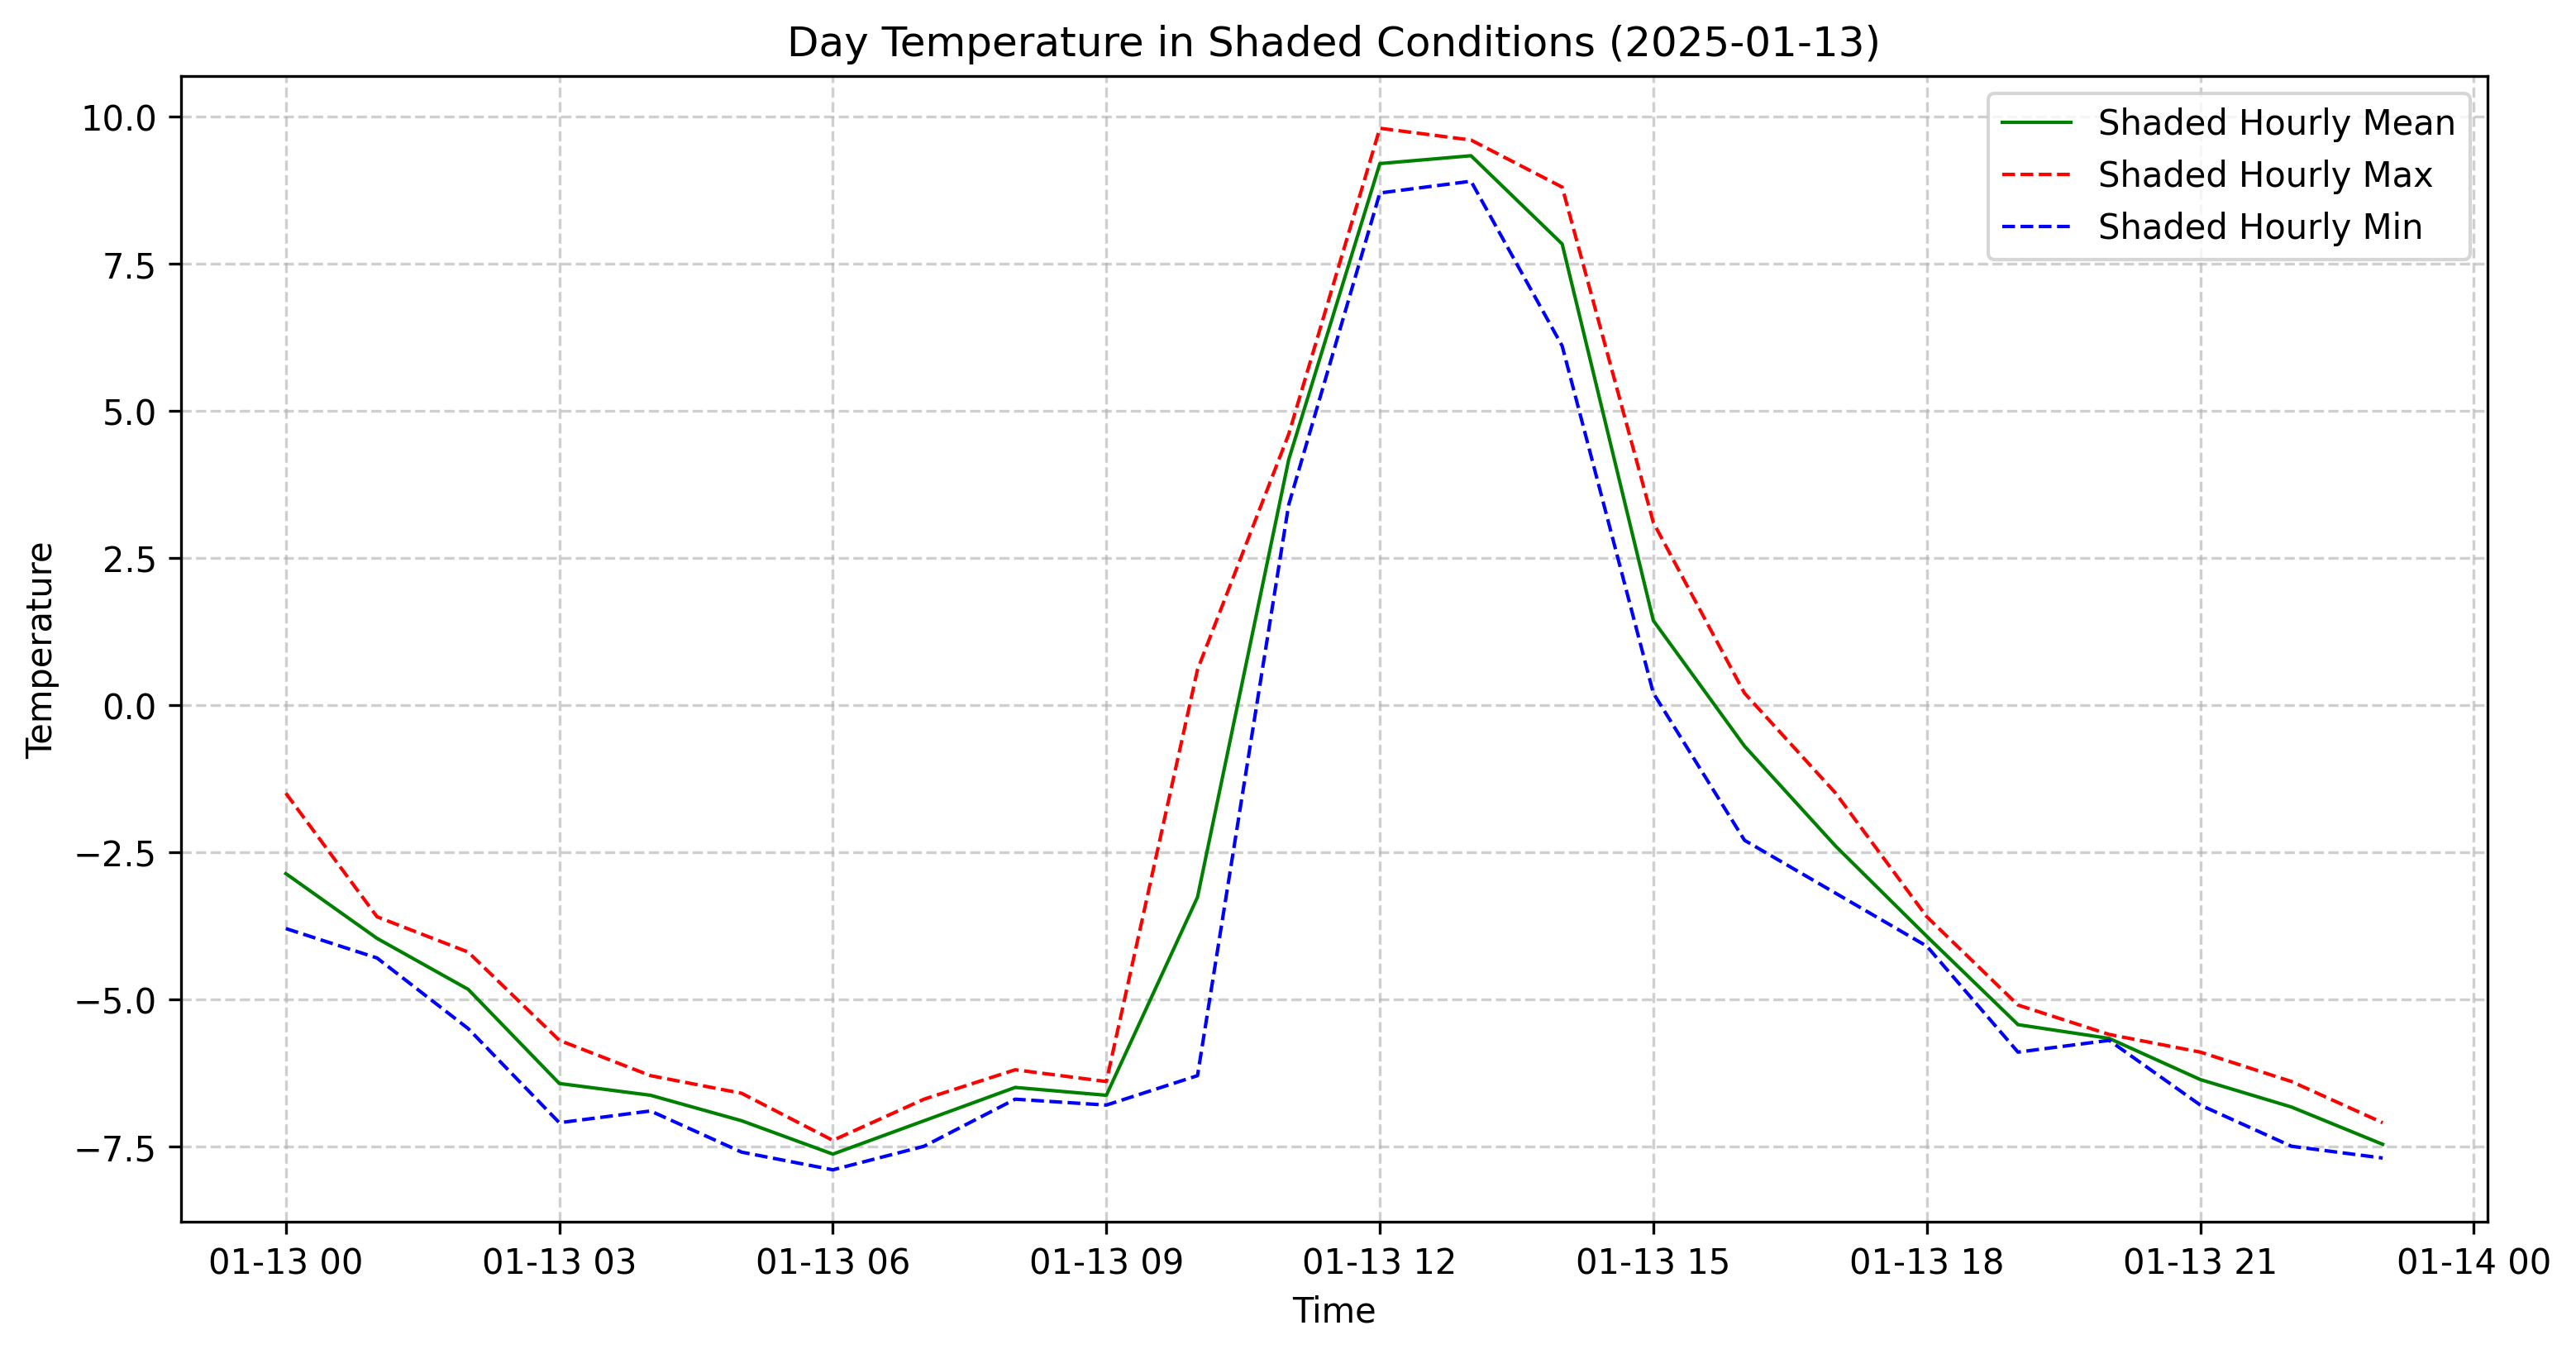 Day Temperature in Shaded Conditions (2025-01-13)
Shaded Hourly Mean
Shaded Hourly Max
Shaded Hourly Min
10.0
7.5
5.0
2.5
0.0
−2.5
−5.0
−7.5
Temperature
01-13 00 01-13 03 01-13 06 01-13 09 01-13 12 01-13 15 01-13 18 01-13 21 01-14 00
Time